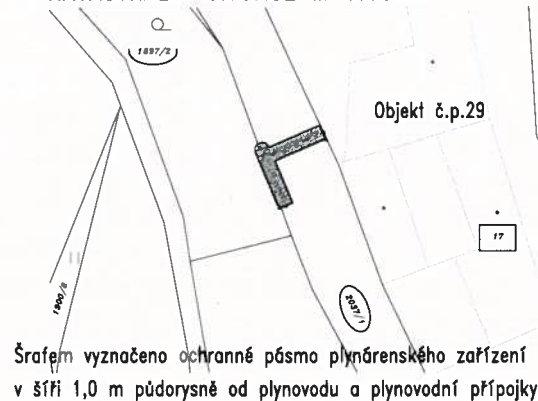 1897/2
Objekt č.p.29
17
1900/8
2037/1
Šrafem vyznačeno ochranné pásmo plynárenského zařízení
v šíři 1,0 m půdorysně od plynovodu a plynovodní přípojky